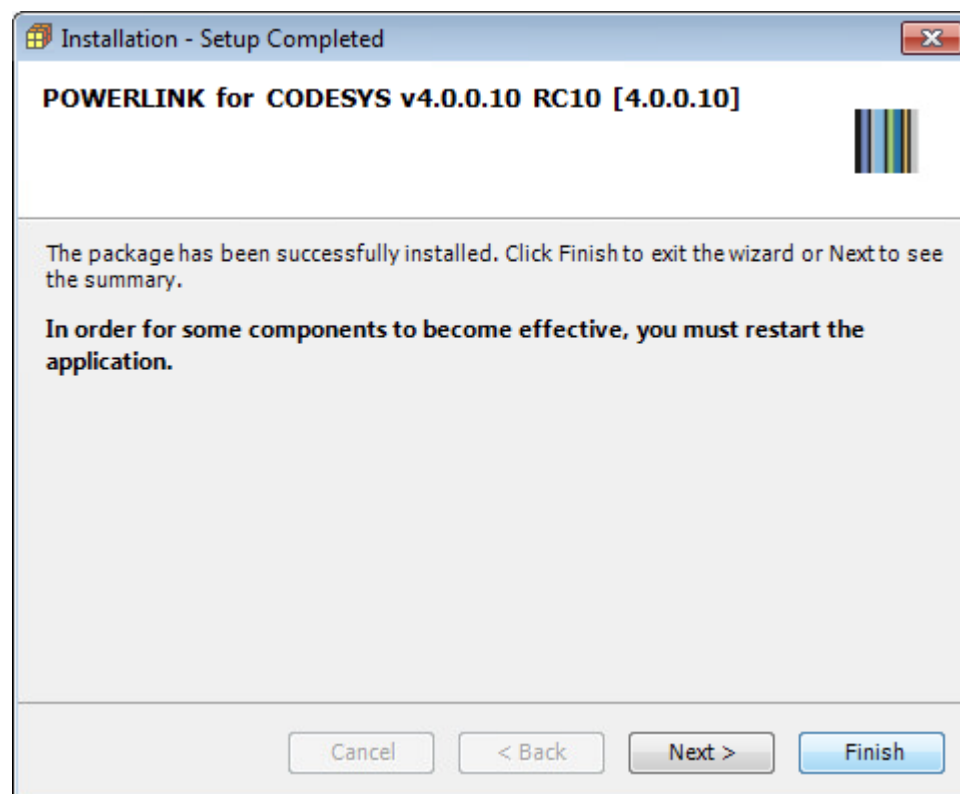 Installation - Setup Completed
POWERLINK for CODESYS v4.0.0.10 RC10 [4.0.0.10]
The package has been successfully installed. Click Finish to exit the wizard or Next to see
the summary.
In order for some components to become effective, you must restart the
application.
Cancel
< Back
Next >
Finish